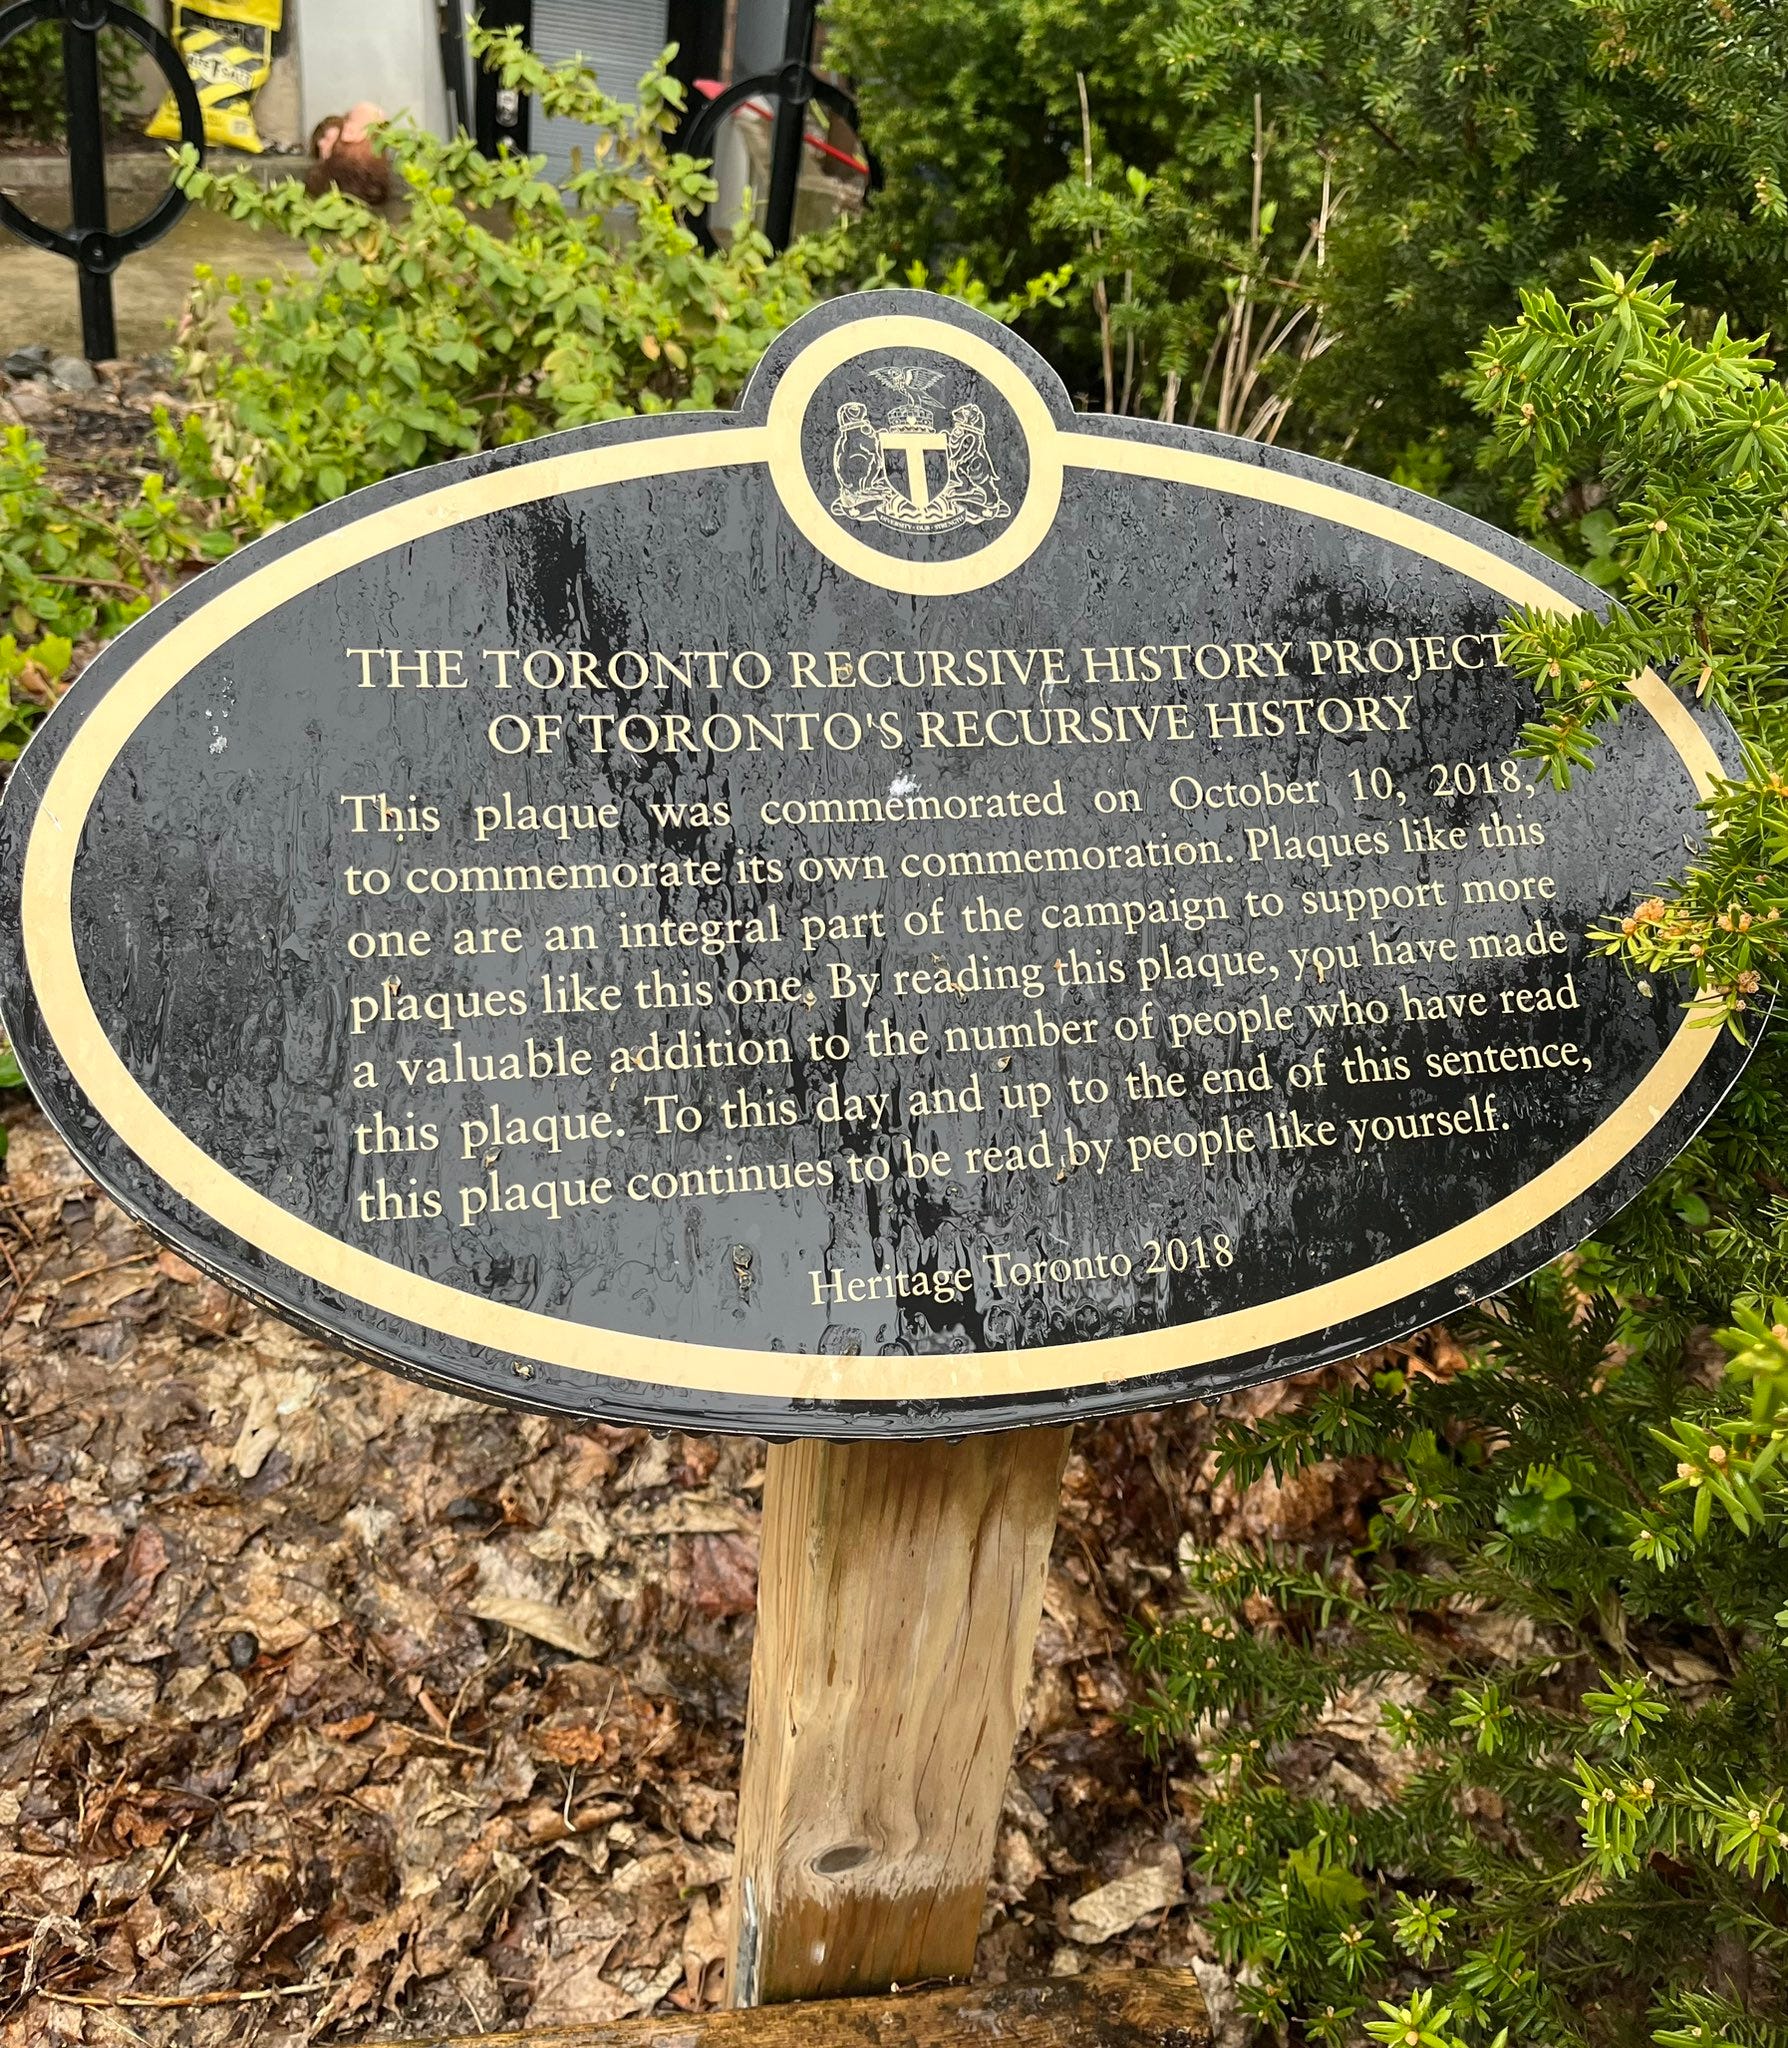 DIVERSITY · OUR · STRENGTH
THE TORONTO RECURSIVE HISTORY PROJECT
OF TORONTO'S RECURSIVE HISTORY
This plaque was commemorated on October 10, 2018,
to commemorate its own commemoration. Plaques like this
one are an integral part of the campaign to support more
plaques like this one. By reading this plaque, you have made
a valuable addition to the number of people who have read
this plaque. To this day and up to the end of this sentence,
this plaque continues to be read by people like yourself.
Heritage Toronto 2018